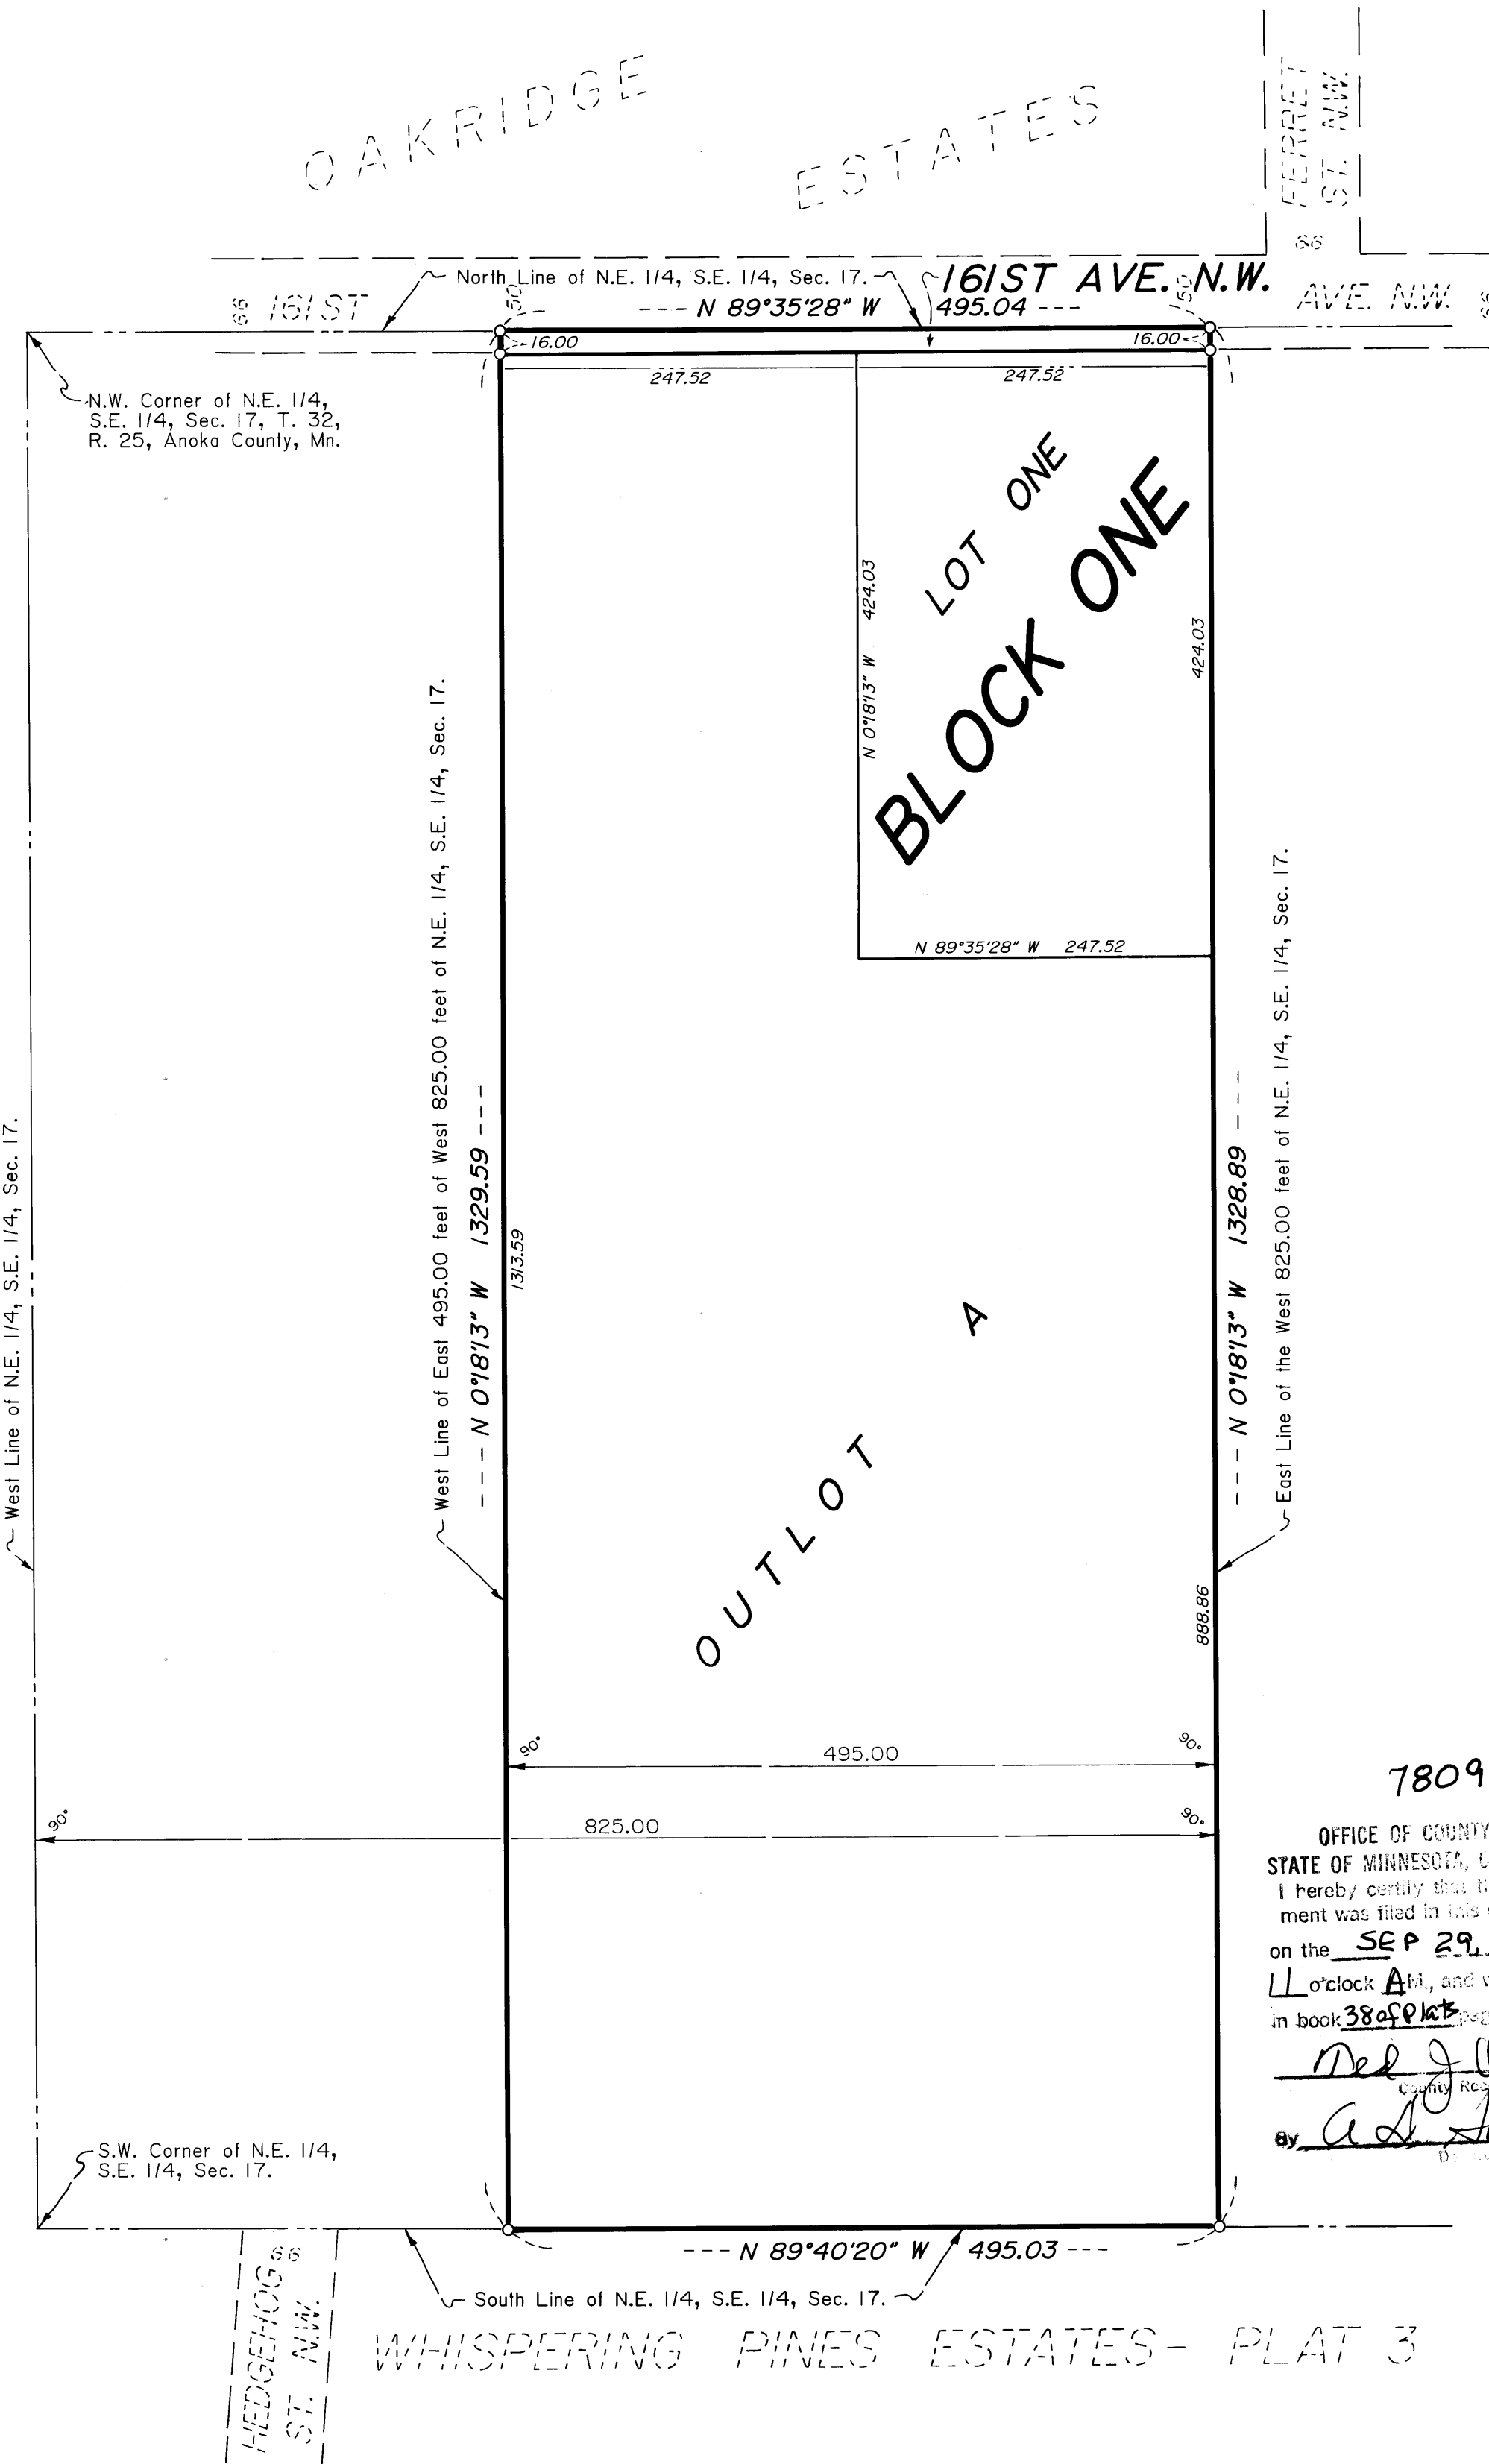 OAKRIDGE ESTATES
FERRET
ST. N.W.
66
North Line of N.E. 1/4, S.E. 1/4, Sec. 17.
161ST AVE. N.W.
66
161ST
50
--- N 89°35'28" W 495.04 ---
50
AVE. N.W.
66
16.00
16.00
247.52
247.52
N.W. Corner of N.E. 1/4,
S.E. 1/4, Sec. 17, T. 32,
R. 25, Anoka County, Mn.
LOT ONE
BLOCK ONE
N 0°18'13" W 424.03
424.03
N 89°35'28" W 247.52
West Line of N.E. 1/4, S.E. 1/4, Sec. 17.
West Line of East 495.00 feet of West 825.00 feet of N.E. 1/4, S.E. 1/4, Sec. 17.
--- N 0°18'13" W 1329.59 ---
1313.59
--- N 0°18'13" W 1328.89 ---
East Line of the West 825.00 feet of N.E. 1/4, S.E. 1/4, Sec. 17.
OUTLOT A
888.86
90°
495.00
90°
90°
825.00
90°
7809
OFFICE OF COUNTY
STATE OF MINNESOTA, C
I hereby certify that
ment was filed in this
on the SEP 29,
11 o'clock A M., and
in book 38 of Plats
Ned J
County Rec
By
S.W. Corner of N.E. 1/4,
S.E. 1/4, Sec. 17.
--- N 89°40'20" W 495.03 ---
South Line of N.E. 1/4, S.E. 1/4, Sec. 17.
66
HEDGEHOG
ST. N.W.
WHISPERING PINES ESTATES - PLAT 3